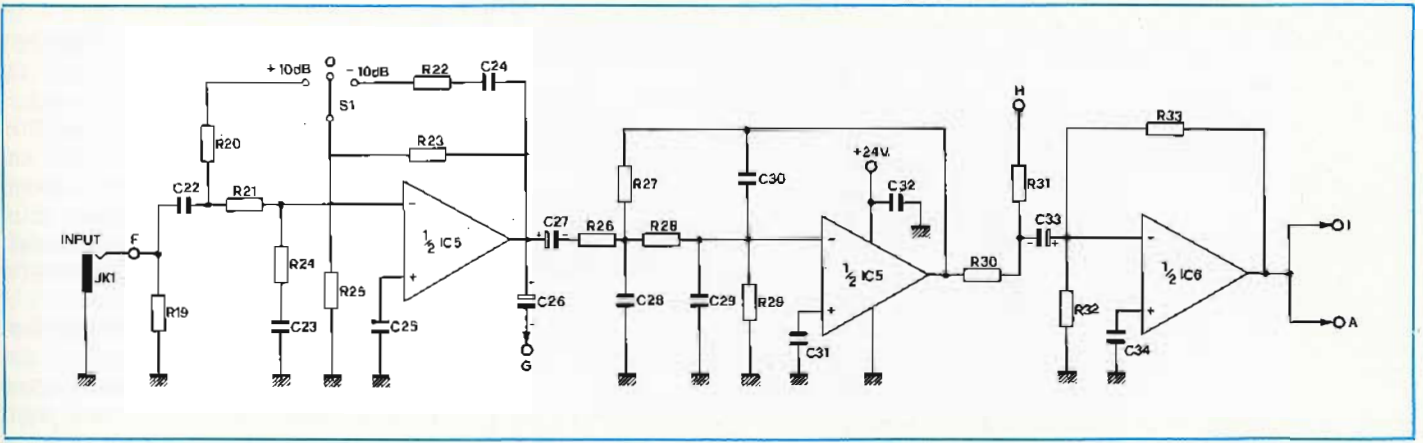 +10dB
O
-10dB
R22
C24
S1
R20
R23
C22
R21
INPUT
F
JK1
R19
R24
C23
R25
C25
½ IC5
-
+
C27
+
-
C26
+
-
G
R26
R27
C30
R28
C28
C29
R29
C31
+24V
C32
½ IC5
-
+
R30
H
R31
C33
-
+
R32
R33
½ IC6
-
+
C34
I
A